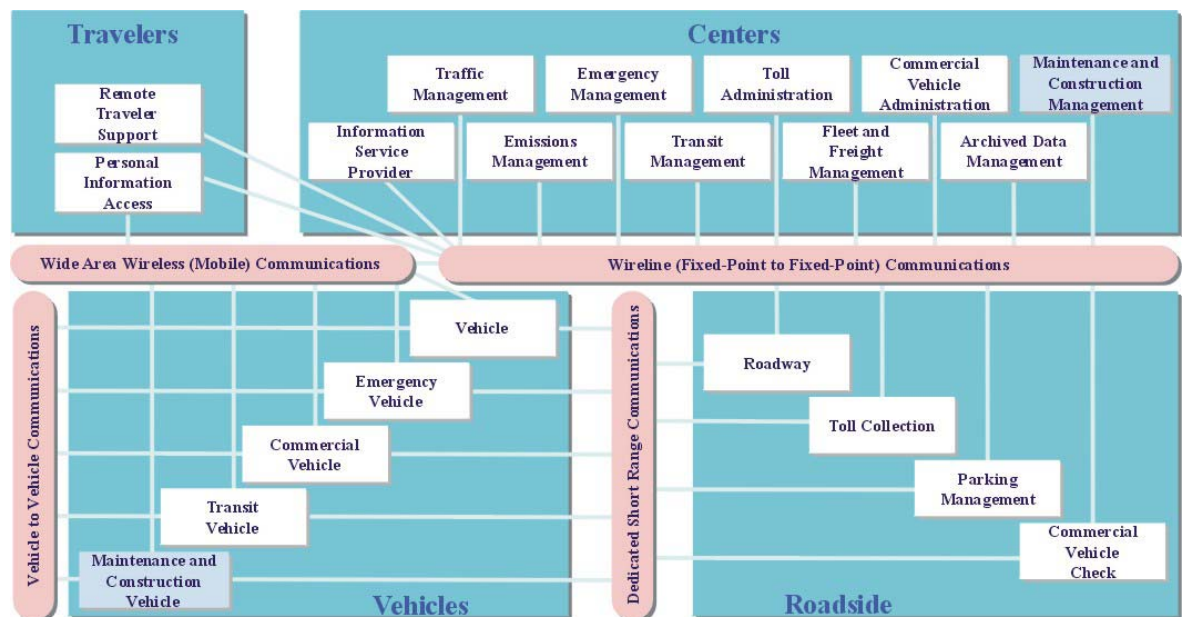 Travelers
Remote
Traveler
Support
Personal
Information
Access
Centers
Traffic
Management
Emergency
Management
Toll
Administration
Commercial
Vehicle
Administration
Maintenance and
Construction
Management
Information
Service
Provider
Emissions
Management
Transit
Management
Fleet and
Freight
Management
Archived Data
Management
Wide Area Wireless (Mobile) Communications
Wireline (Fixed-Point to Fixed-Point) Communications
Vehicle to Vehicle Communications
Vehicle
Emergency
Vehicle
Commercial
Vehicle
Transit
Vehicle
Maintenance and
Construction
Vehicle
Vehicles
Dedicated Short Range Communications
Roadway
Toll Collection
Parking
Management
Commercial
Vehicle
Check
Roadside